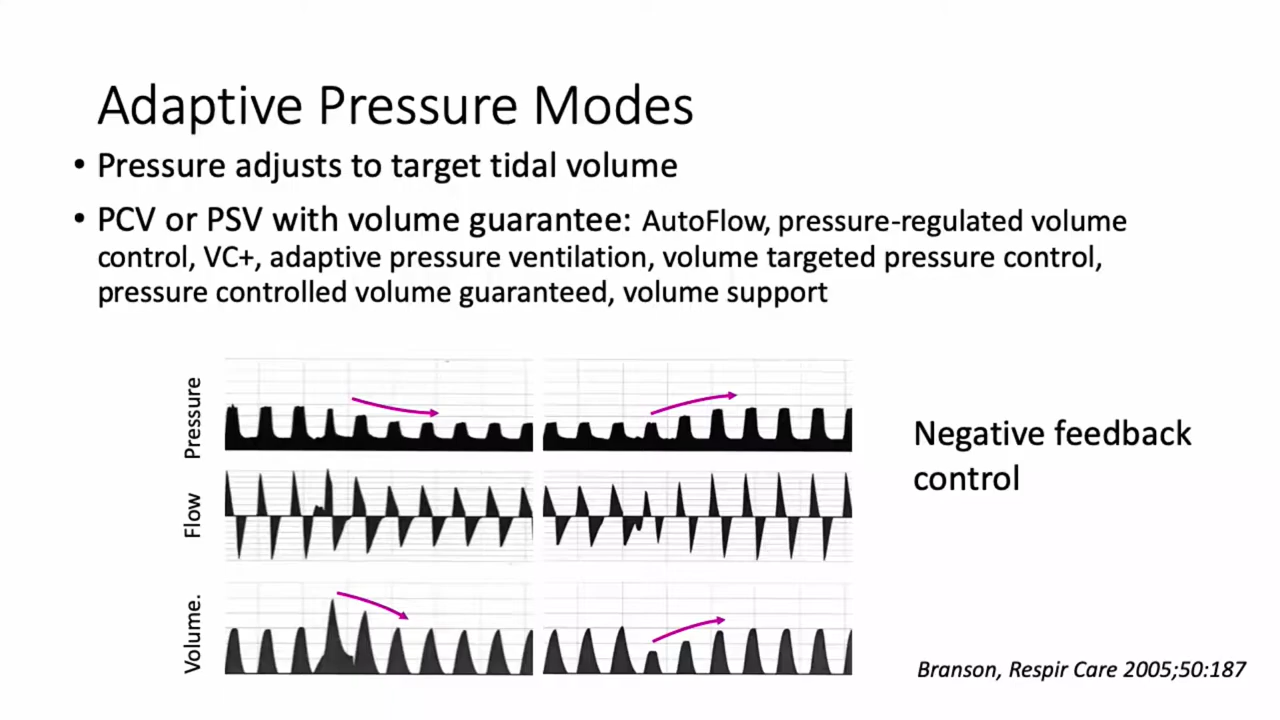 Adaptive Pressure Modes
• Pressure adjusts to target tidal volume
• PCV or PSV with volume guarantee: AutoFlow, pressure-regulated volume
control, VC+, adaptive pressure ventilation, volume targeted pressure control,
pressure controlled volume guaranteed, volume support
Pressure
Flow
Volume.
Negative feedback
control
Branson, Respir Care 2005;50:187